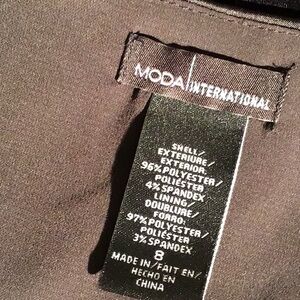 MODA INTERNATIONAL
SHELL/
EXTERIEURE/
EXTERIOR:
96% POLYESTER/
POLIÉSTER
4% SPANDEX
LINING/
DOUBLURE/
FORRO:
97% POLYESTER/
POLIÉSTER
3% SPANDEX
8
MADE IN/FAIT EN/
HECHO EN
CHINA